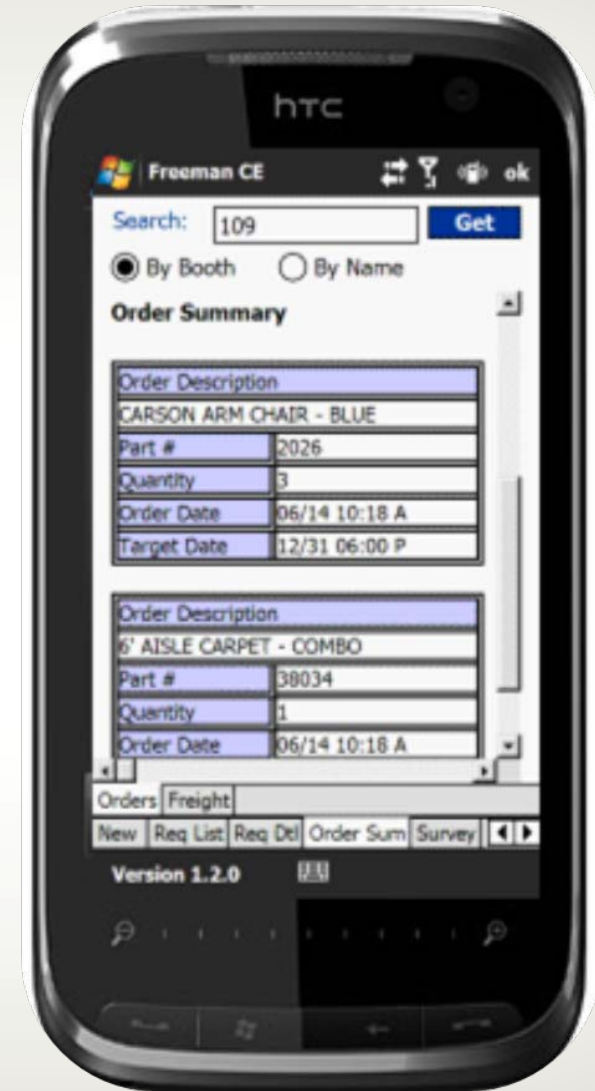 hTC
Freeman CE ok
Search: 109 Get
By Booth By Name
Order Summary
Order Description
CARSON ARM CHAIR - BLUE
Part # 2026
Quantity 3
Order Date 06/14 10:18 A
Target Date 12/31 06:00 P
Order Description
6' AISLE CARPET - COMBO
Part # 38034
Quantity 1
Order Date 06/14 10:18 A
Orders Freight
New Req List Req Dtl Order Sum Survey
Version 1.2.0